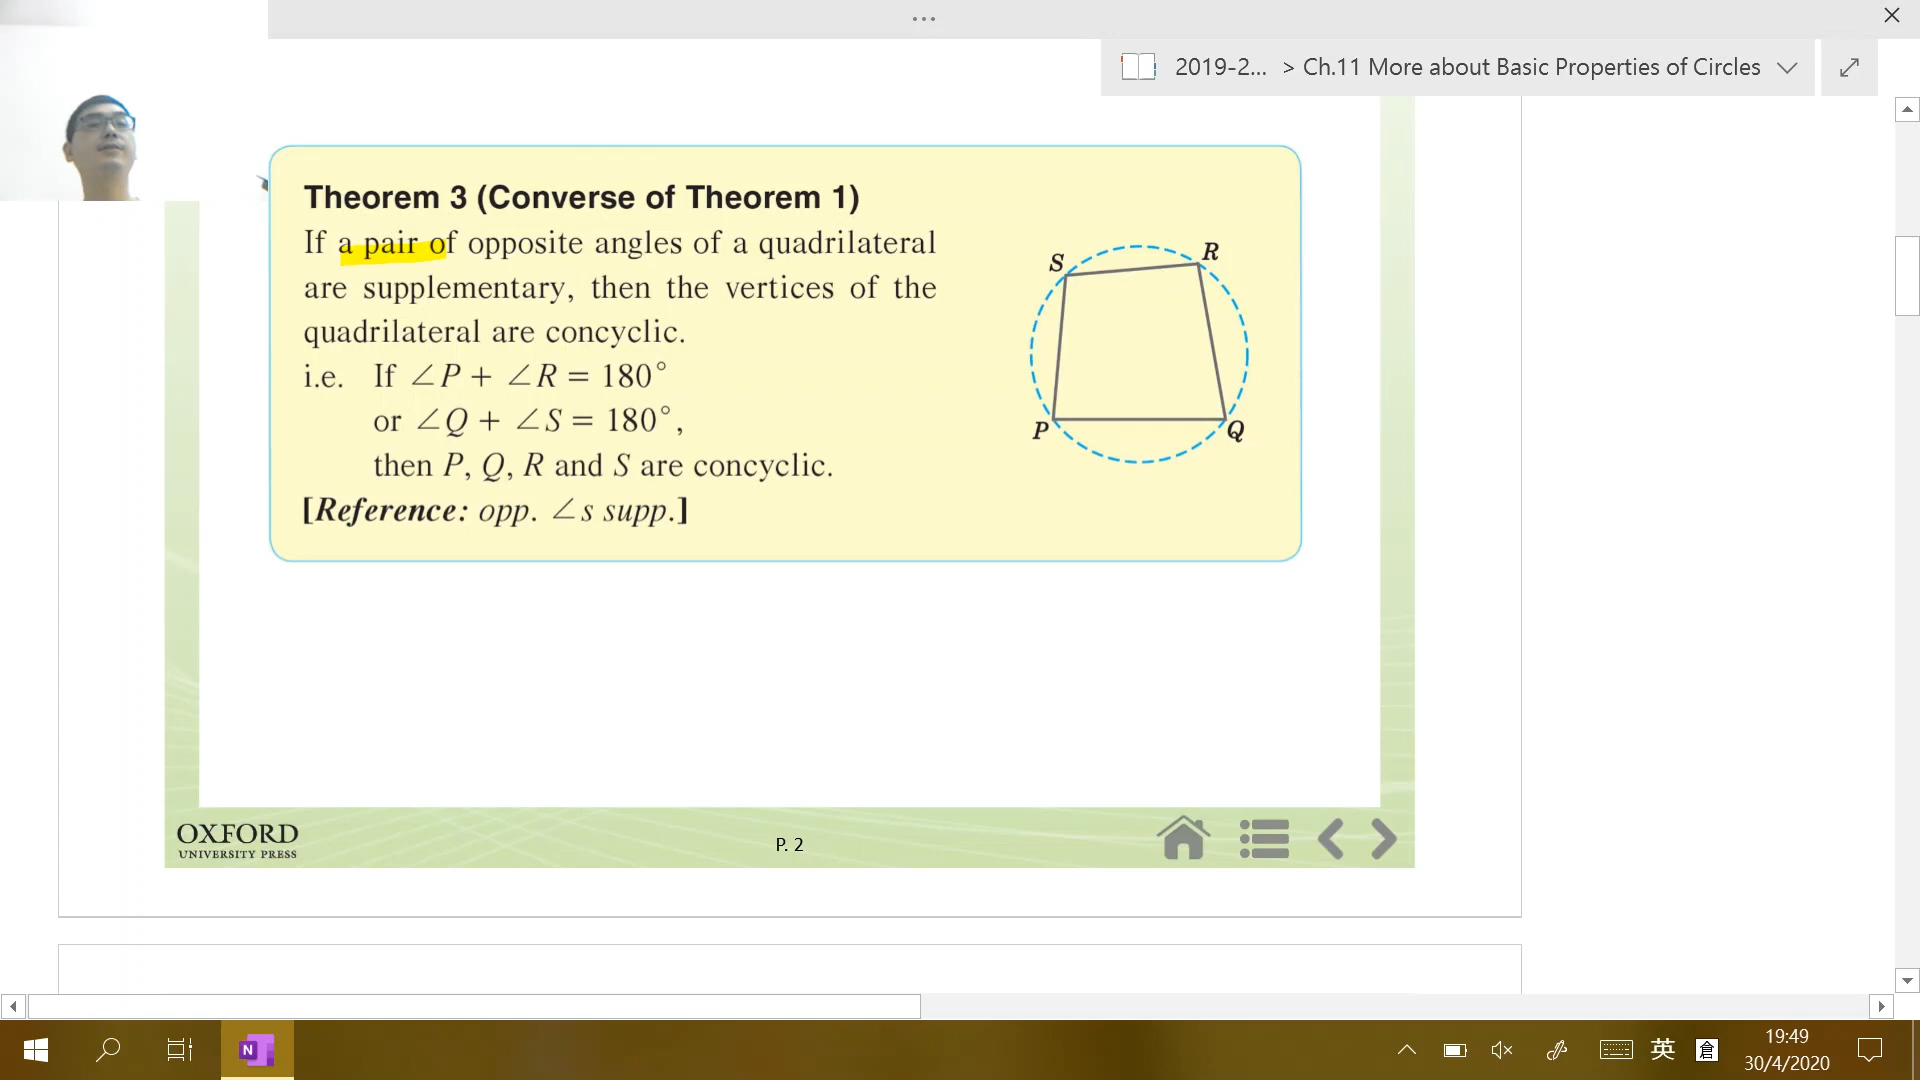 2019-2... > Ch.11 More about Basic Properties of Circles
Theorem 3 (Converse of Theorem 1)
If a pair of opposite angles of a quadrilateral
are supplementary, then the vertices of the
quadrilateral are concyclic.
i.e. If ∠P + ∠R = 180°
or ∠Q + ∠S = 180°,
then P, Q, R and S are concyclic.
[Reference: opp. ∠s supp.]
S
R
P
Q
OXFORD
UNIVERSITY PRESS
P. 2
N
英
倉
19:49
30/4/2020